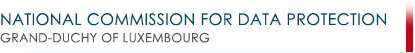 NATIONAL COMMISSION FOR DATA PROTECTION
GRAND-DUCHY OF LUXEMBOURG